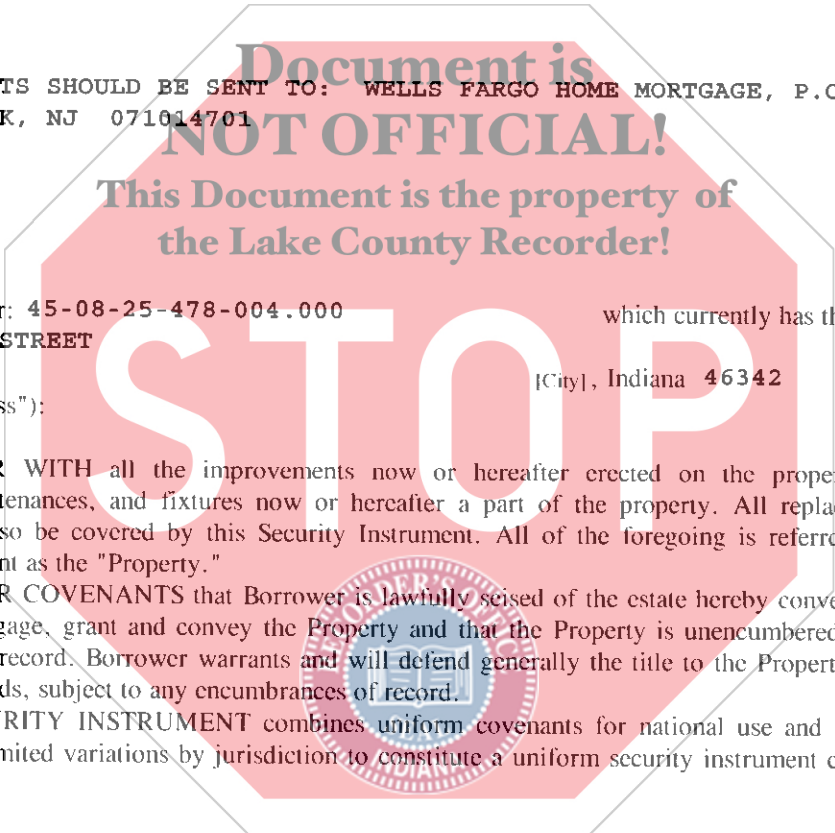 Document is
TS SHOULD BE SENT TO: WELLS FARGO HOME MORTGAGE, P.O
K, NJ 071014701
NOT OFFICIAL!
This Document is the property of
the Lake County Recorder!
r: 45-08-25-478-004.000 which currently has th
STREET
[City], Indiana 46342
ss"):
STOP
R WITH all the improvements now or hereafter erected on the proper
tenances, and fixtures now or hereafter a part of the property. All replac
so be covered by this Security Instrument. All of the foregoing is referre
nt as the "Property."
R COVENANTS that Borrower is lawfully seised of the estate hereby conve
gage, grant and convey the Property and that the Property is unencumbered
record. Borrower warrants and will defend generally the title to the Propert
ds, subject to any encumbrances of record.
RITY INSTRUMENT combines uniform covenants for national use and
mited variations by jurisdiction to constitute a uniform security instrument c
RECORDER'S OFFIC
SEAL
INDIANA